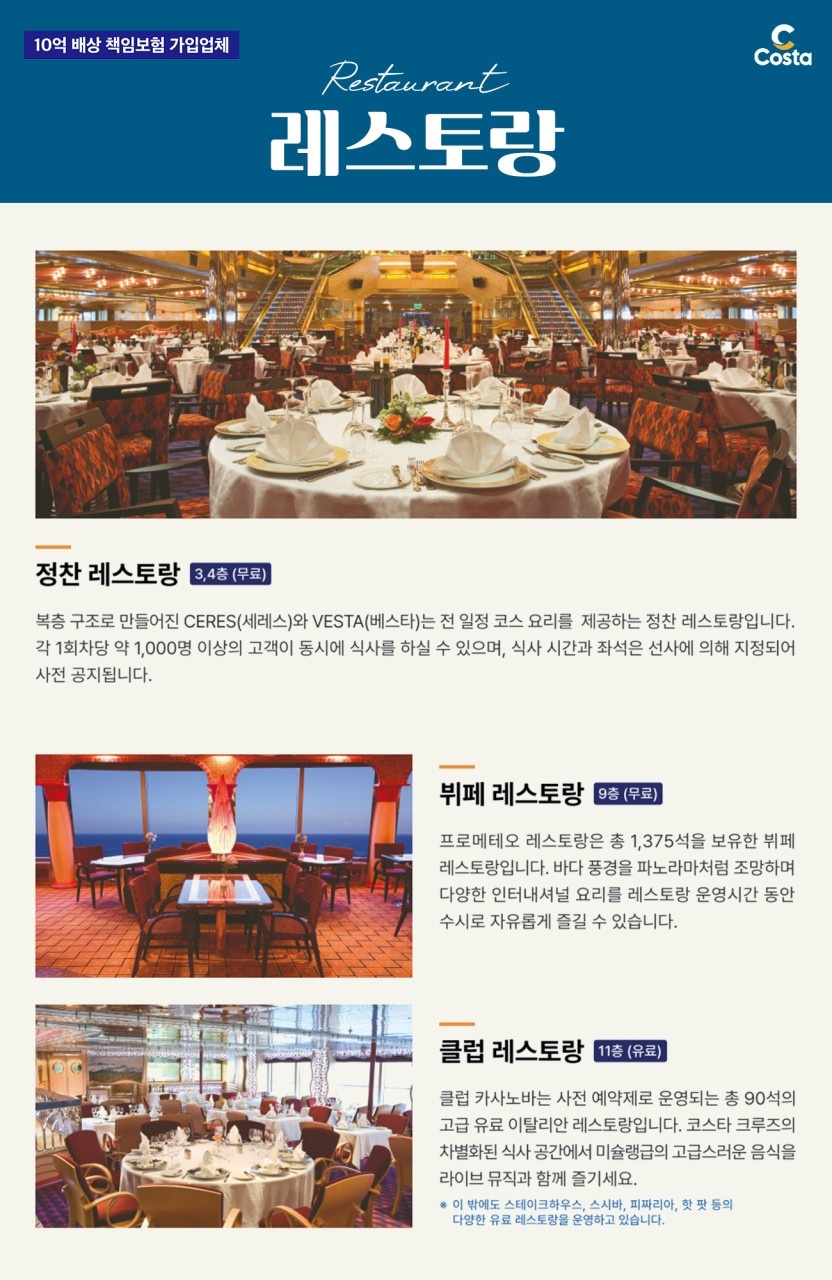 10억 배상 책임보험 가입업체
Costa
Restaurant
레스토랑
정찬 레스토랑 3,4층 (무료)
복층 구조로 만들어진 CERES(세레스)와 VESTA(베스타)는 전 일정 코스 요리를 제공하는 정찬 레스토랑입니다.
각 1회차당 약 1,000명 이상의 고객이 동시에 식사를 하실 수 있으며, 식사 시간과 좌석은 선사에 의해 지정되어
사전 공지됩니다.
뷔페 레스토랑 9층 (무료)
프로메테오 레스토랑은 총 1,375석을 보유한 뷔페
레스토랑입니다. 바다 풍경을 파노라마처럼 조망하며
다양한 인터내셔널 요리를 레스토랑 운영시간 동안
수시로 자유롭게 즐길 수 있습니다.
클럽 레스토랑 11층 (유료)
클럽 카사노바는 사전 예약제로 운영되는 총 90석의
고급 유료 이탈리안 레스토랑입니다. 코스타 크루즈의
차별화된 식사 공간에서 미슐랭급의 고급스러운 음식을
라이브 뮤직과 함께 즐기세요.
※ 이 밖에도 스테이크하우스, 스시바, 피짜리아, 핫 팟 등의
다양한 유료 레스토랑을 운영하고 있습니다.